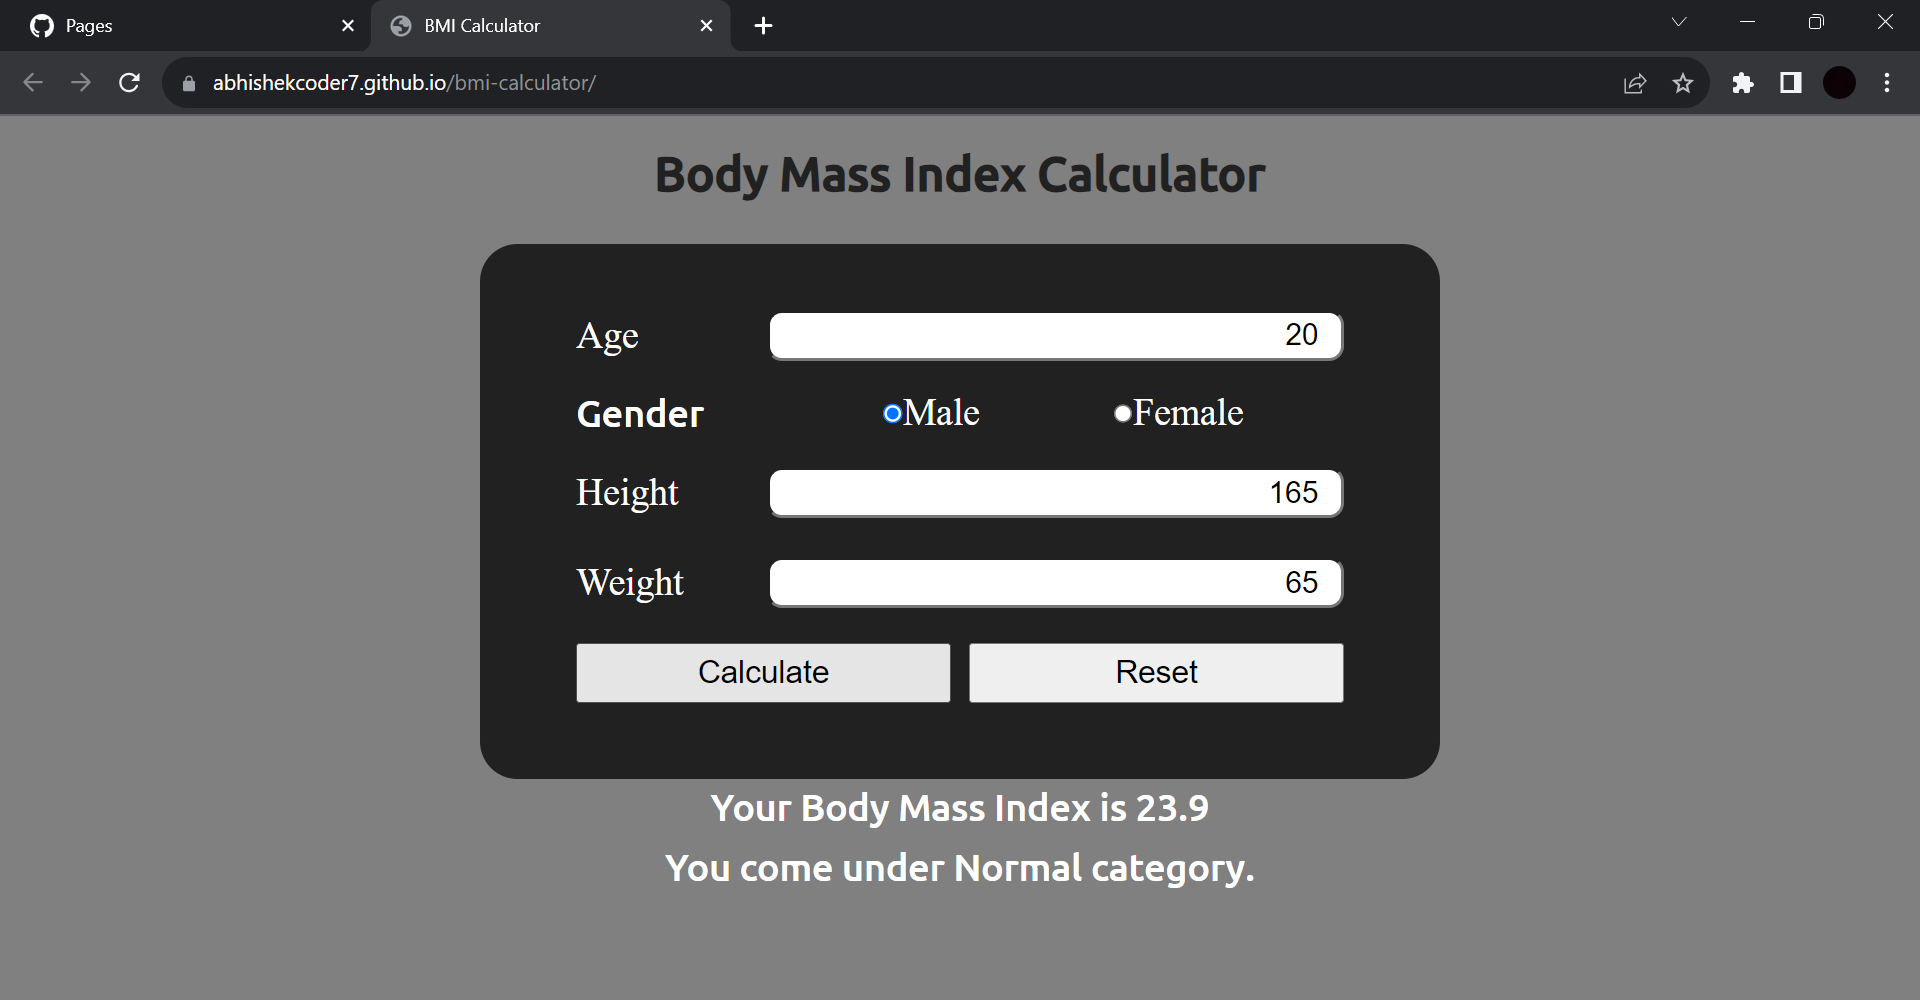 Pages
BMI Calculator
abhishekcoder7.github.io/bmi-calculator/
Body Mass Index Calculator
Age 20
Gender Male Female
Height 165
Weight 65
Calculate Reset
Your Body Mass Index is 23.9
You come under Normal category.